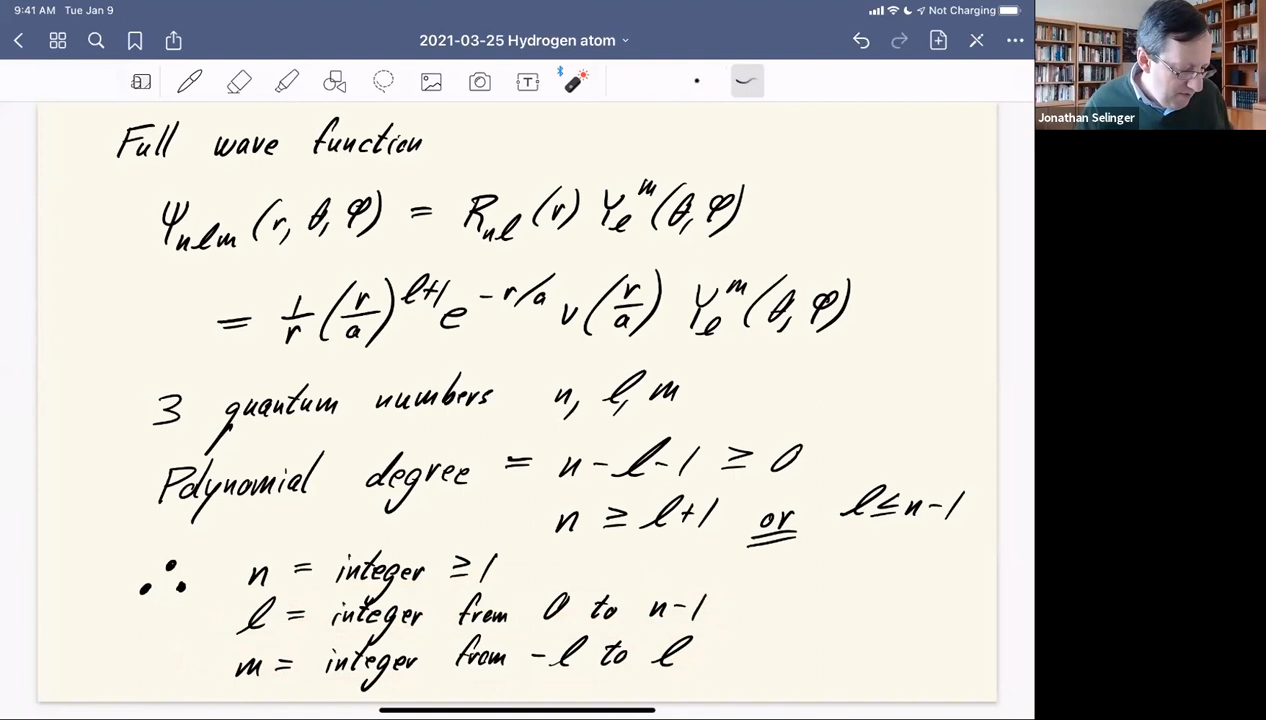 9:41 AM Tue Jan 9
Not Charging
2021-03-25 Hydrogen atom
Jonathan Selinger
Full wave function
Ψₙₗₘ (r, θ, φ) = Rₙₗ (r) Yₗᵐ (θ, φ)
= 1/r (r/a)^(l+1) e^(-r/a) v(r/a) Yₗᵐ (θ, φ)
3 quantum numbers n, l, m
Polynomial degree = n - l - 1 ≥ 0
n ≥ l+1 or l ≤ n-1
∴ n = integer ≥ 1
l = integer from 0 to n-1
m = integer from -l to l